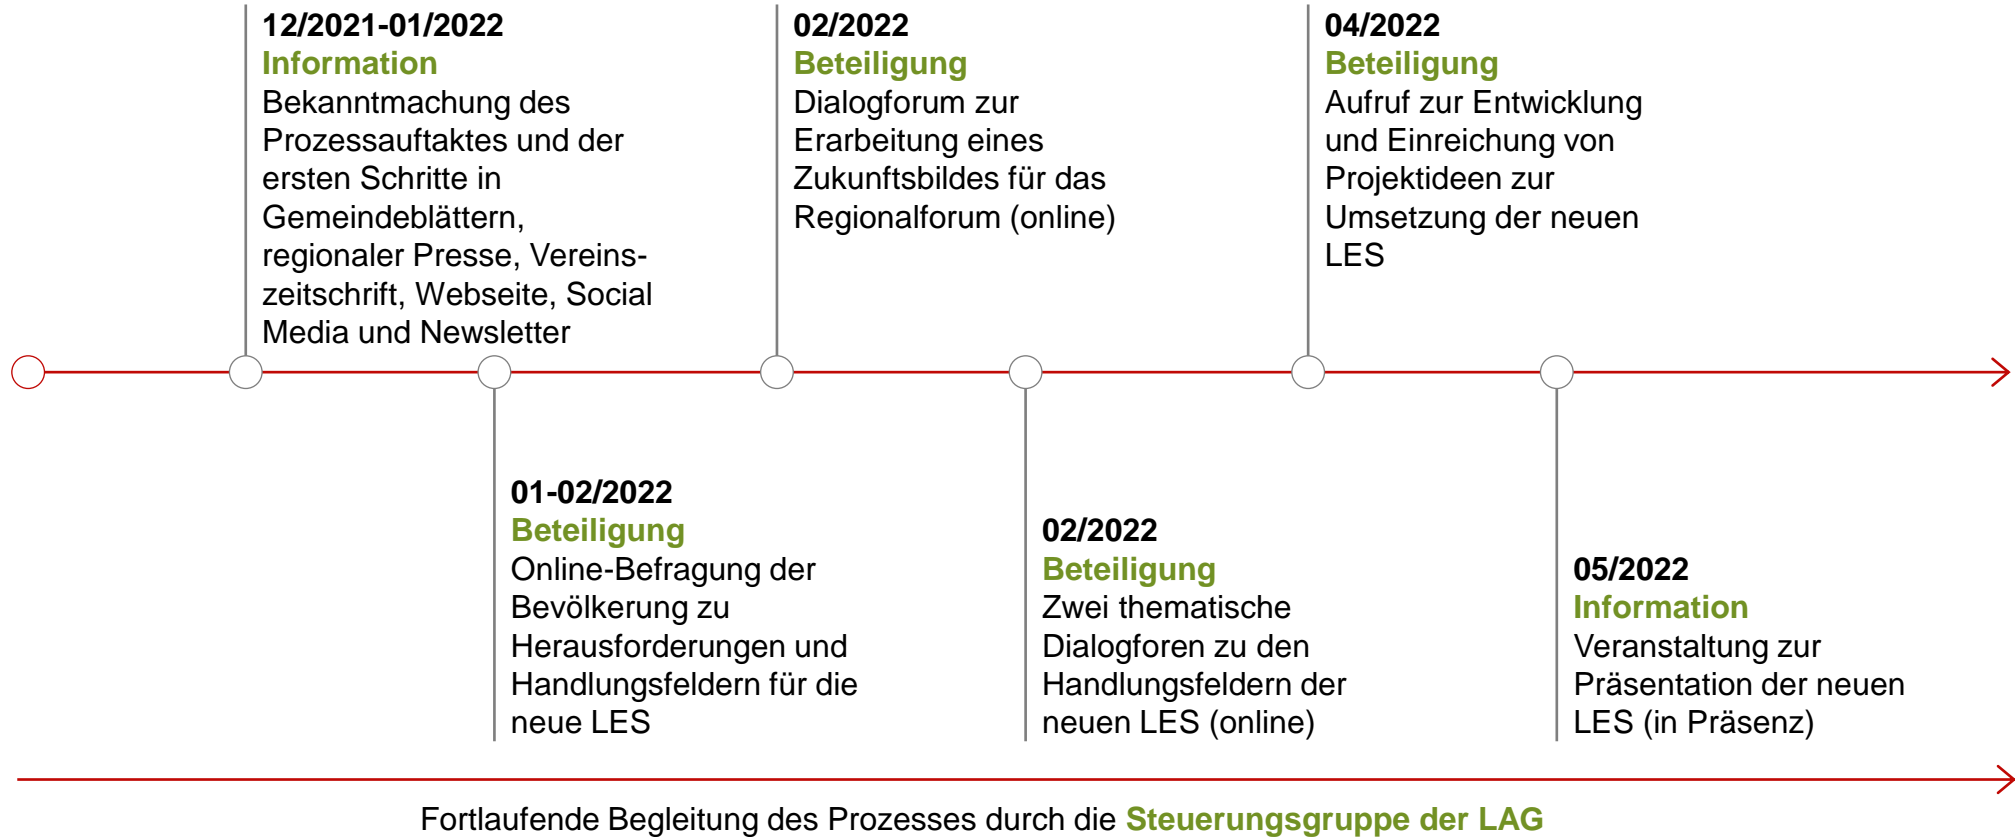 12/2021-01/2022
Information
Bekanntmachung des
Prozessauftaktes und der
ersten Schritte in
Gemeindeblättern,
regionaler Presse, Vereins-
zeitschrift, Webseite, Social
Media und Newsletter
01-02/2022
Beteiligung
Online-Befragung der
Bevölkerung zu
Herausforderungen und
Handlungsfeldern für die
neue LES
02/2022
Beteiligung
Dialogforum zur
Erarbeitung eines
Zukunftsbildes für das
Regionalforum (online)
02/2022
Beteiligung
Zwei thematische
Dialogforen zu den
Handlungsfeldern der
neuen LES (online)
04/2022
Beteiligung
Aufruf zur Entwicklung
und Einreichung von
Projektideen zur
Umsetzung der neuen
LES
05/2022
Information
Veranstaltung zur
Präsentation der neuen
LES (in Präsenz)
Fortlaufende Begleitung des Prozesses durch die Steuerungsgruppe der LAG